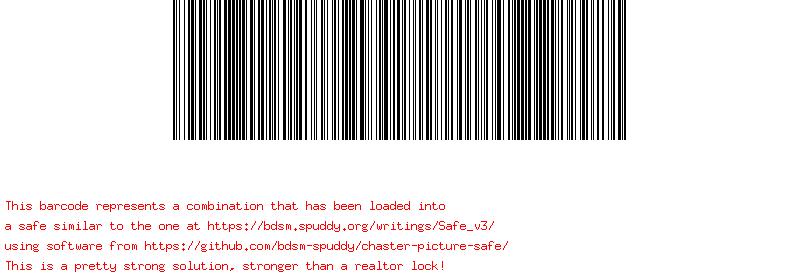 This barcode represents a combination that has been loaded into
a safe similar to the one at https://bdsm.spuddy.org/writings/Safe_v3/
using software from https://github.com/bdsm-spuddy/chaster-picture-safe/
This is a pretty strong solution, stronger than a realtor lock!